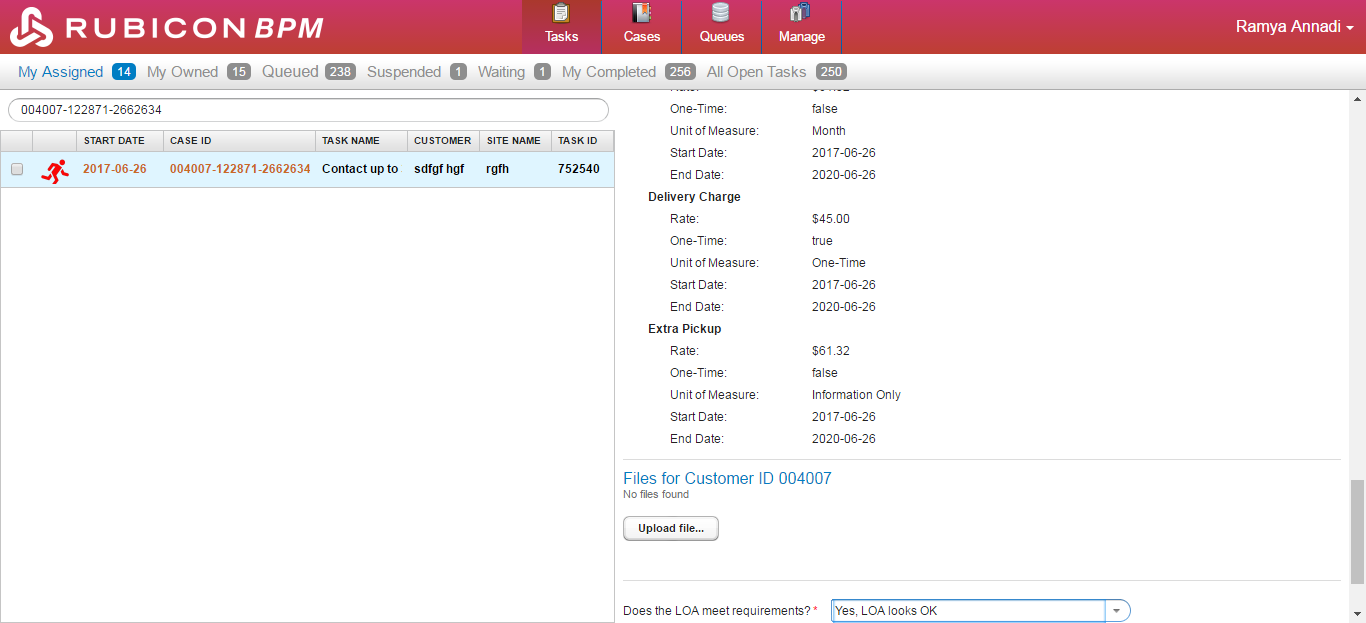 RUBICON BPM
Tasks
Cases
Queues
Manage
Ramya Annadi
My Assigned 14 My Owned 15 Queued 238 Suspended 1 Waiting 1 My Completed 256 All Open Tasks 250
004007-122871-2662634
START DATE CASE ID TASK NAME CUSTOMER SITE NAME TASK ID
2017-06-26 004007-122871-2662634 Contact up to sdfgf hgf rgfh 752540
One-Time: false
Unit of Measure: Month
Start Date: 2017-06-26
End Date: 2020-06-26
Delivery Charge
Rate: $45.00
One-Time: true
Unit of Measure: One-Time
Start Date: 2017-06-26
End Date: 2020-06-26
Extra Pickup
Rate: $61.32
One-Time: false
Unit of Measure: Information Only
Start Date: 2017-06-26
End Date: 2020-06-26
Files for Customer ID 004007
No files found
Upload file...
Does the LOA meet requirements? * Yes, LOA looks OK